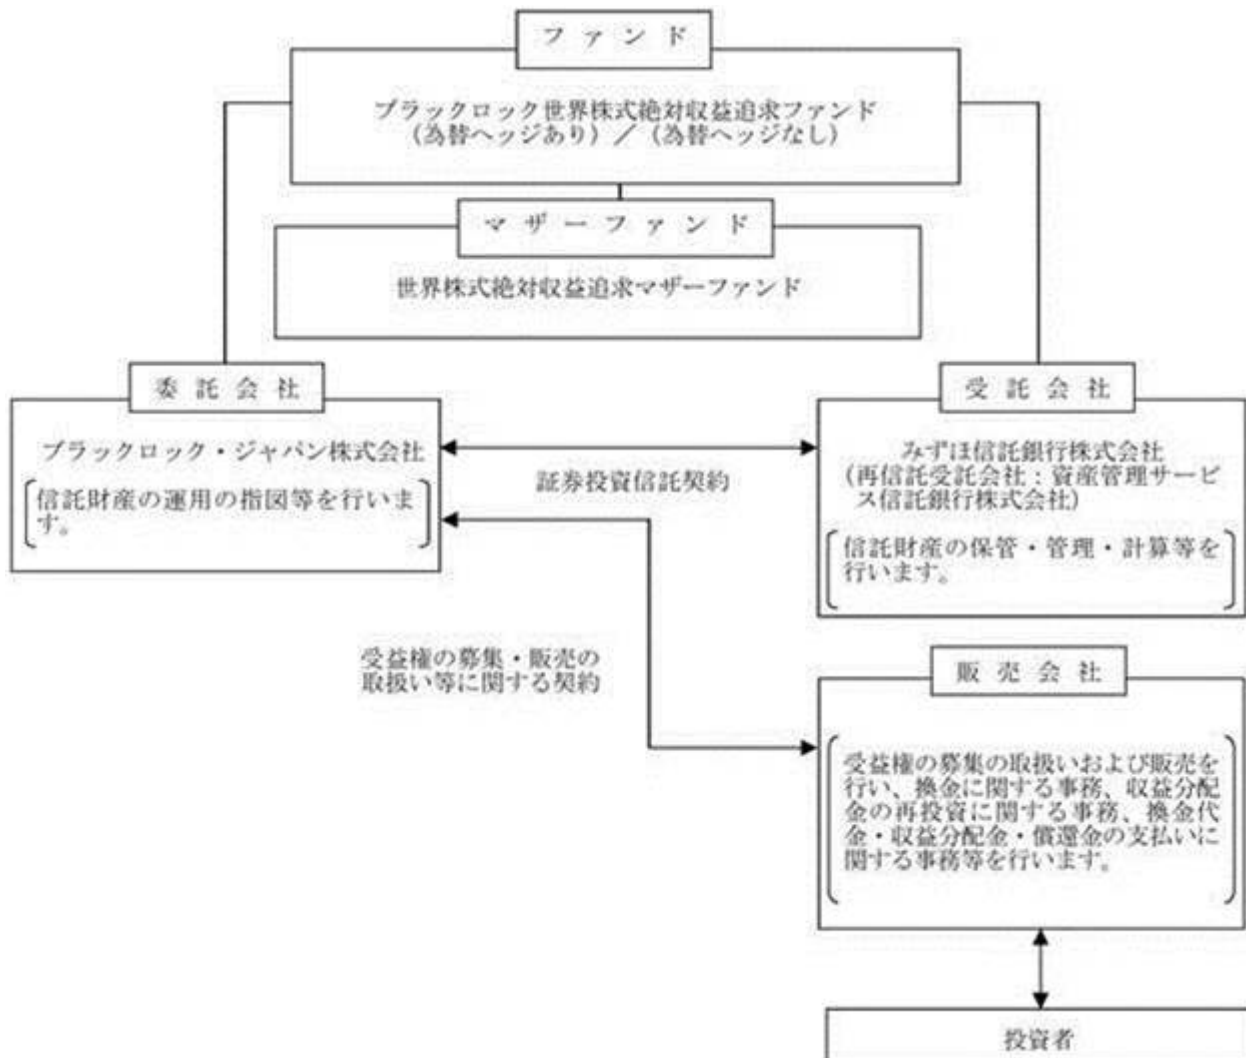 ファンド
ブラックロック世界株式絶対収益追求ファンド
（為替ヘッジあり）／（為替ヘッジなし）
マザーファンド
世界株式絶対収益追求マザーファンド
委託会社
ブラックロック・ジャパン株式会社
信託財産の運用の指図等を行いま
す。
証券投資信託契約
受託会社
みずほ信託銀行株式会社
（再信託受託会社：資産管理サービ
ス信託銀行株式会社）
信託財産の保管・管理・計算等を
行います。
受益権の募集・販売の
取扱い等に関する契約
販売会社
受益権の募集の取扱いおよび販売を
行い、換金に関する事務、収益分配
金の再投資に関する事務、換金代
金・収益分配金・償還金の支払いに
関する事務等を行います。
投資者